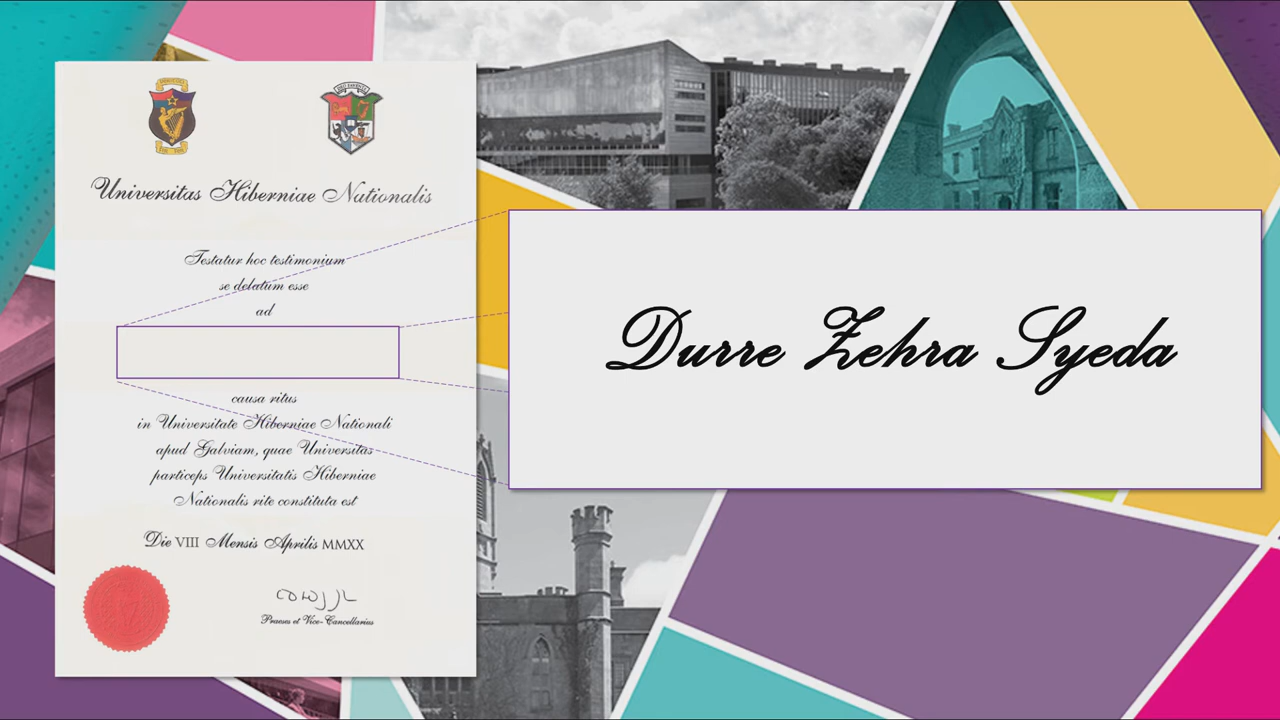 Universitas Hiberniae Nationalis
Testatur hoc testimonium
se delatum esse
ad
Durre Zehra Syeda
causa ritus
in Universitate Hiberniae Nationali
apud Galviam, quae Universitas
particeps Universitatis Hiberniae
Nationalis rite constituta est
Die VIII Mensis Aprilis MMXX
Praeses et Vice-Cancellarius